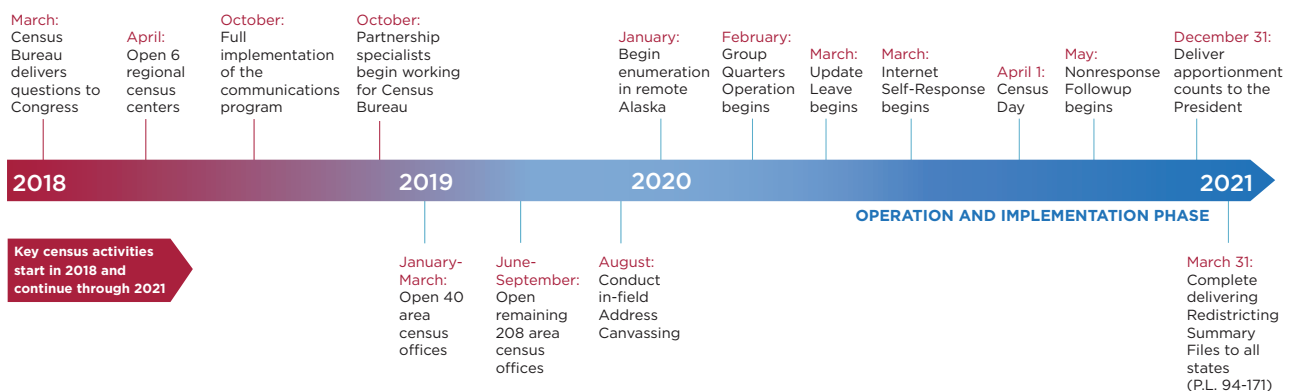 March:
Census
Bureau
delivers
questions to
Congress
April:
Open 6
regional
census
centers
October:
Full
implementation
of the
communications
program
October:
Partnership
specialists
begin working
for Census
Bureau
January:
Begin
enumeration
in remote
Alaska
February:
Group
Quarters
Operation
begins
March:
Update
Leave
begins
March:
Internet
Self-Response
begins
April 1:
Census
Day
May:
Nonresponse
Followup
begins
December 31:
Deliver
apportionment
counts to the
President
2018
2019
2020
2021
OPERATION AND IMPLEMENTATION PHASE
Key census activities
start in 2018 and
continue through 2021
January-
March:
Open 40
area
census
offices
June-
September:
Open
remaining
208 area
census
offices
August:
Conduct
in-field
Address
Canvassing
March 31:
Complete
delivering
Redistricting
Summary
Files to all
states
(P.L. 94-171)